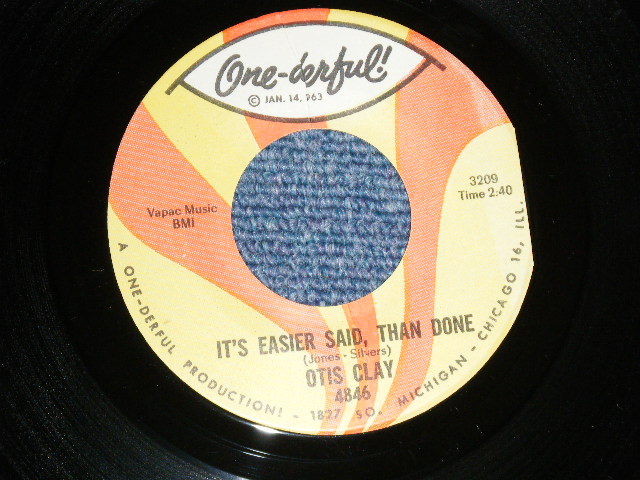 One-derful!
© JAN. 14, 963
3209
Time 2:40
Vapac Music
BMI
IT'S EASIER SAID, THAN DONE
(Jones - Silvers)
OTIS CLAY
4846
A ONE-DERFUL PRODUCTION! - 1827 SO. MICHIGAN - CHICAGO 16, ILL.